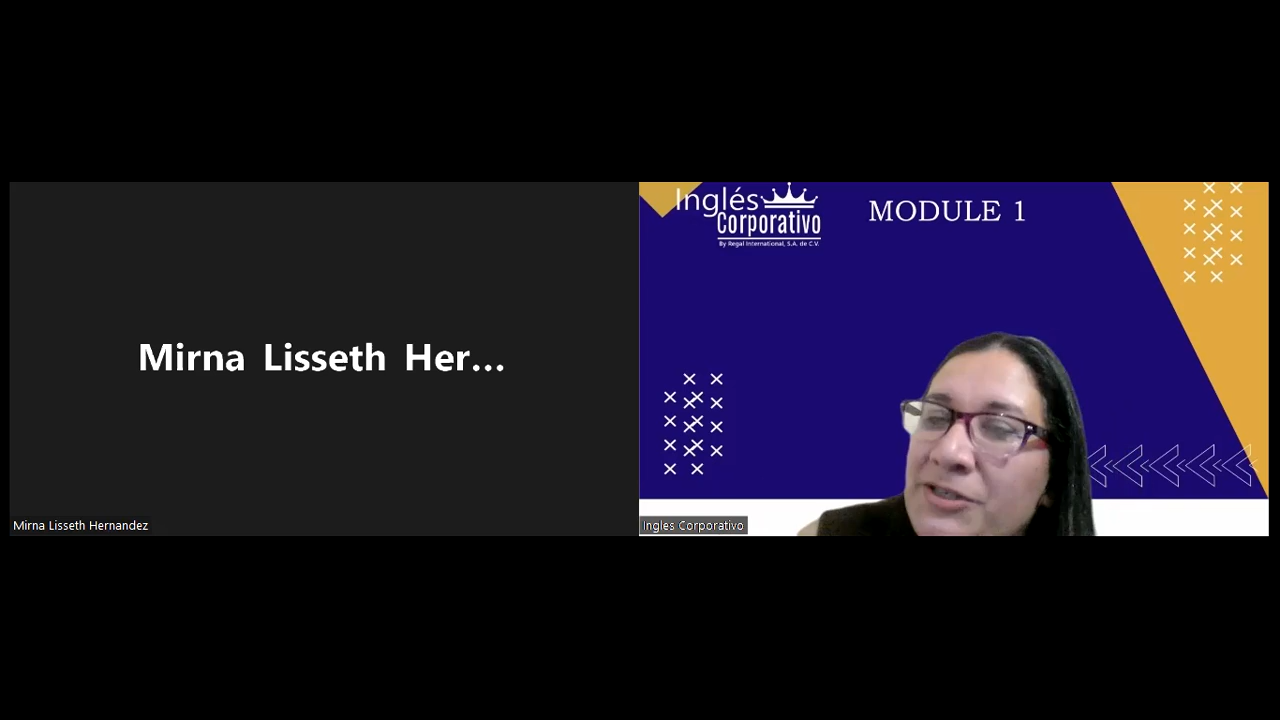 Mirna Lisseth Her...
Mirna Lisseth Hernandez
Inglés
Corporativo
By Regal International, S.A. de C.V.
MODULE 1
Ingles Corporativo